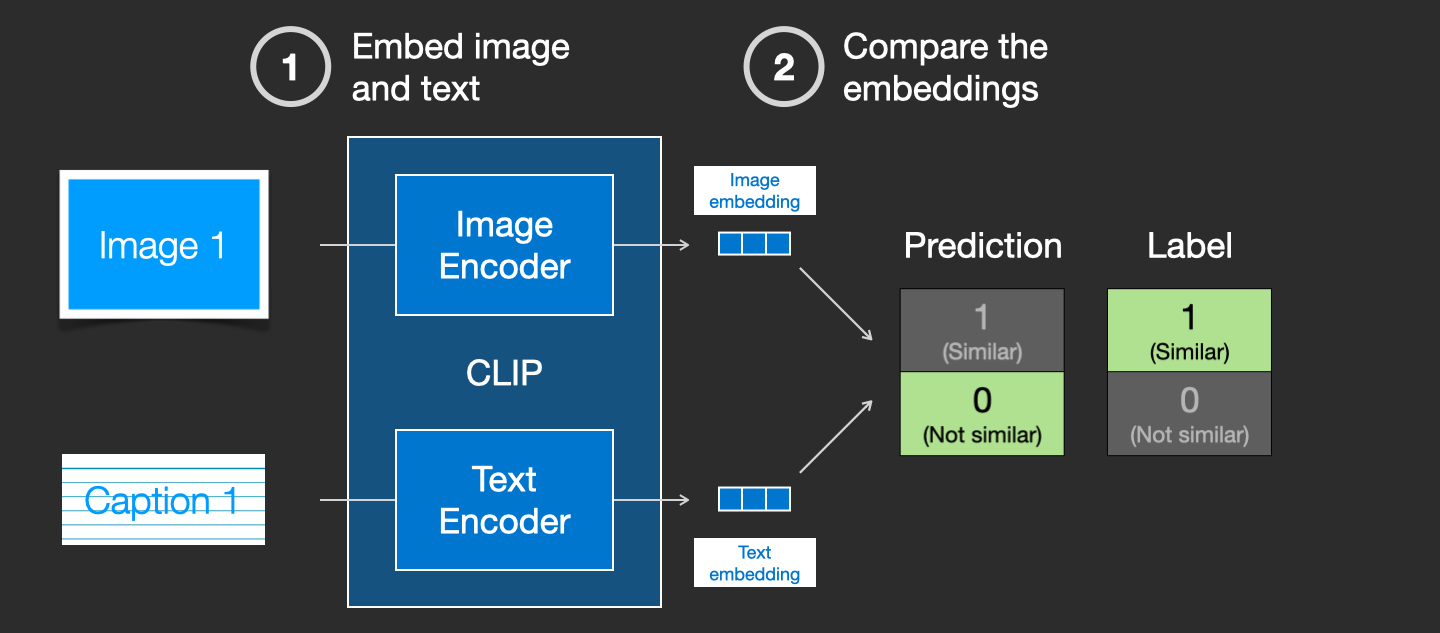 1
Embed image
and text
2
Compare the
embeddings
Image 1
Image
Encoder
CLIP
Caption 1
Text
Encoder
Image
embedding
Text
embedding
Prediction
1
(Similar)
0
(Not similar)
Label
1
(Similar)
0
(Not similar)